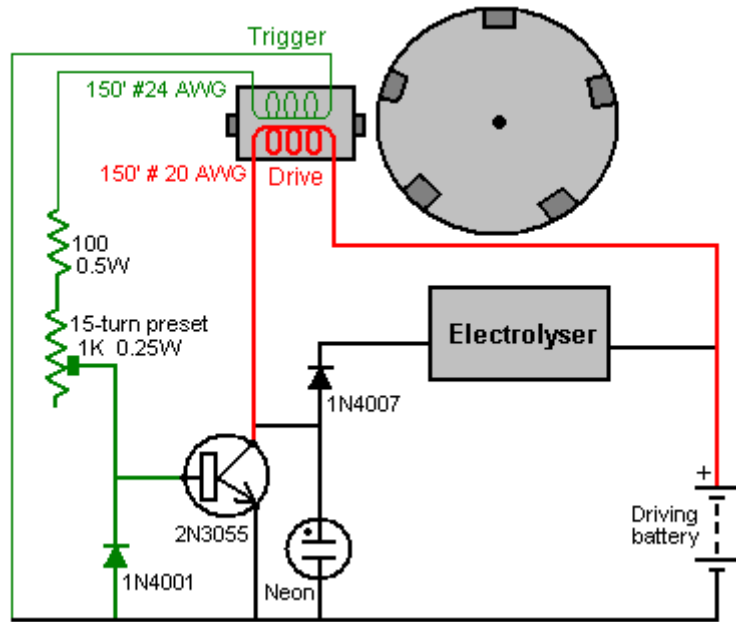 Trigger
150' #24 AWG
150' # 20 AWG
Drive
100
0.5W
15-turn preset
1K 0.25W
Electrolyser
1N4007
+
2N3055
Driving
battery
1N4001
Neon